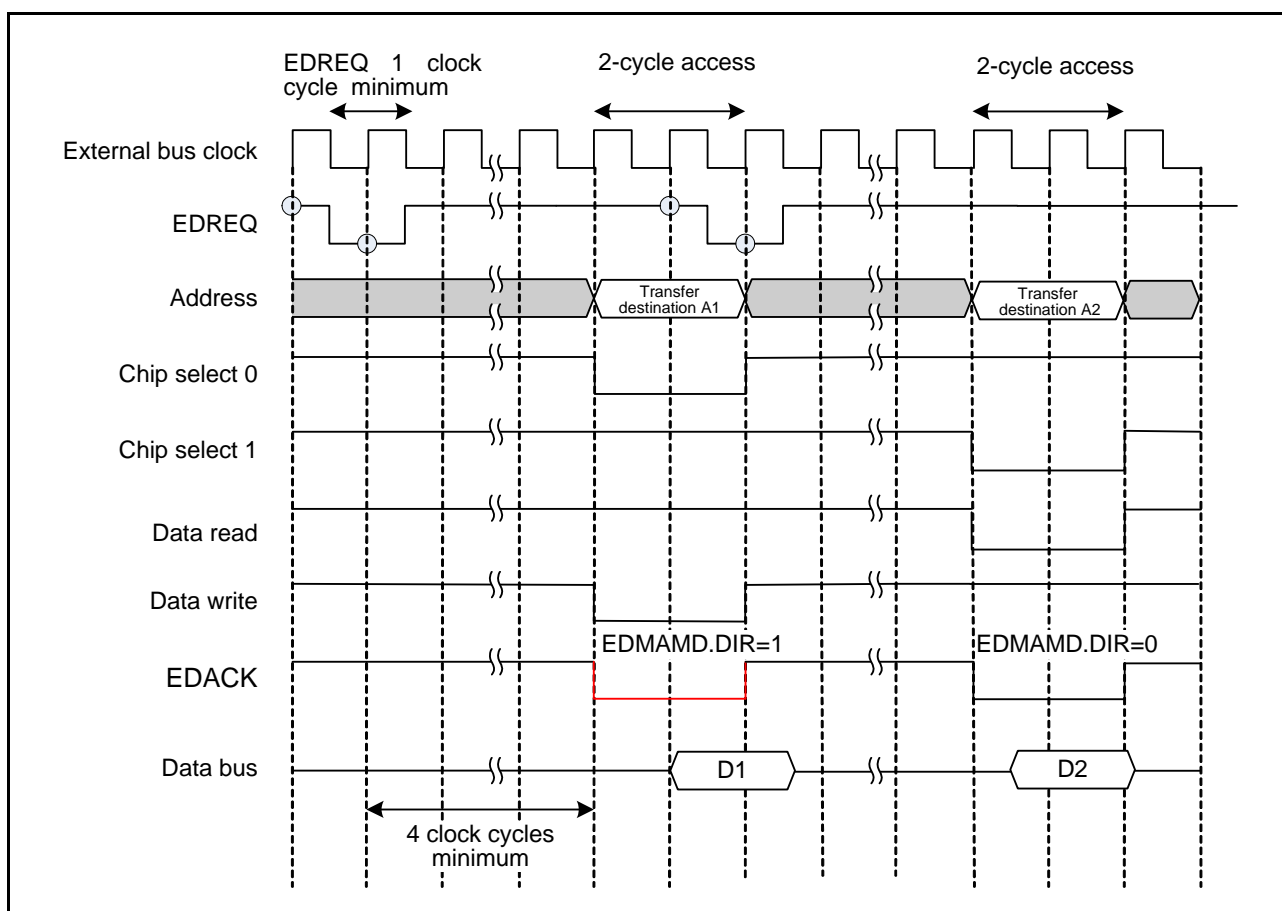 EDREQ 1 clock
cycle minimum
2-cycle access
2-cycle access
External bus clock
EDREQ
Address
Transfer
destination A1
Transfer
destination A2
Chip select 0
Chip select 1
Data read
Data write
EDMAMD.DIR=1
EDMAMD.DIR=0
EDACK
Data bus
D1
D2
4 clock cycles
minimum